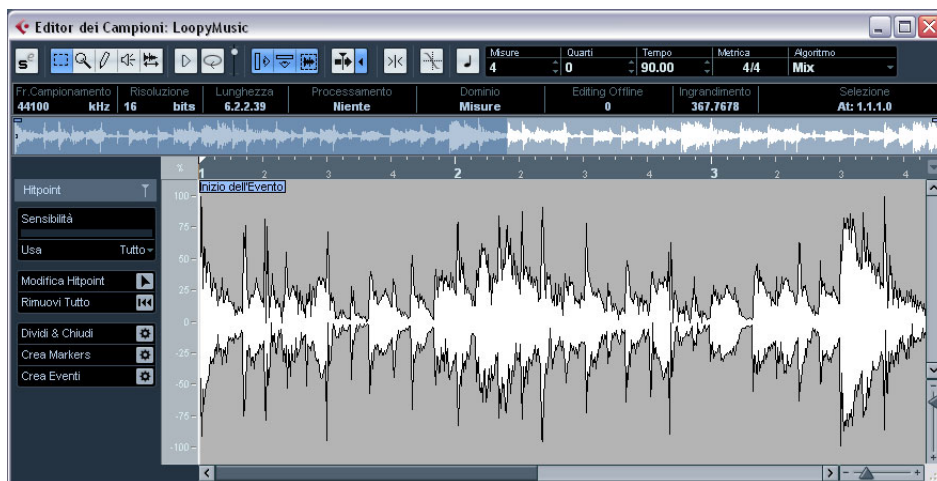 Editor dei Campioni: LoopyMusic
Misure Quarti Tempo Metrica Algoritmo
4 0 90.00 4/4 Mix
Fr.Campionamento Risoluzione Lunghezza Processamento Dominio Editing Offline Ingrandimento Selezione
44100 kHz 16 bits 6.2.2.39 Niente Misure 0 367.7678 At: 1.1.1.0
% 1 2 3 4 2 2 3 4 3 2 3 4
Inizio dell'Evento
Hitpoint
Sensibilità
Usa Tutto
Modifica Hitpoint
Rimuovi Tutto
Dividi & Chiudi
Crea Markers
Crea Eventi
100
75
50
25
0
-25
-50
-75
-100